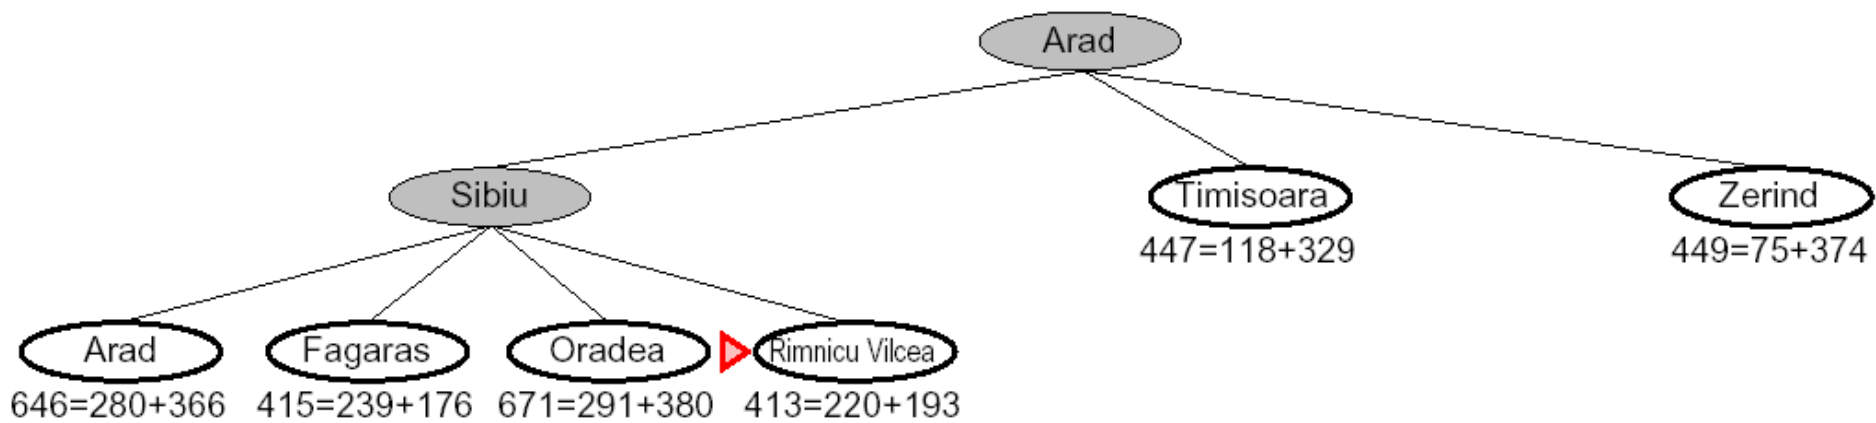 Arad
Sibiu
Timisoara
Zerind
447=118+329
449=75+374
Arad
Fagaras
Oradea
Rimnicu Vilcea
646=280+366
415=239+176
671=291+380
413=220+193